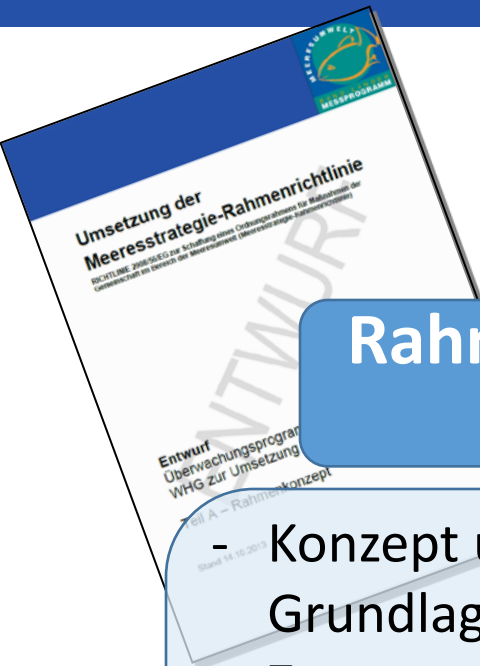 MEERESUMWELT
MESSPROGRAMM
Umsetzung der
Meeresstrategie-Rahmenrichtlinie
RICHTLINIE 2008/56/EG zur Schaffung eines Ordnungsrahmens für Maßnahmen der
Gemeinschaft im Bereich der Meeresumwelt (Meeresstrategie-Rahmenrichtlinie)
ENTWURF
Rahr
Entwurf
Überwachungsprogra
WHG zur Umsetzung
Teil A – Rahmenkonzept
Stand 14.10.2013
- Konzept u
Grundlag